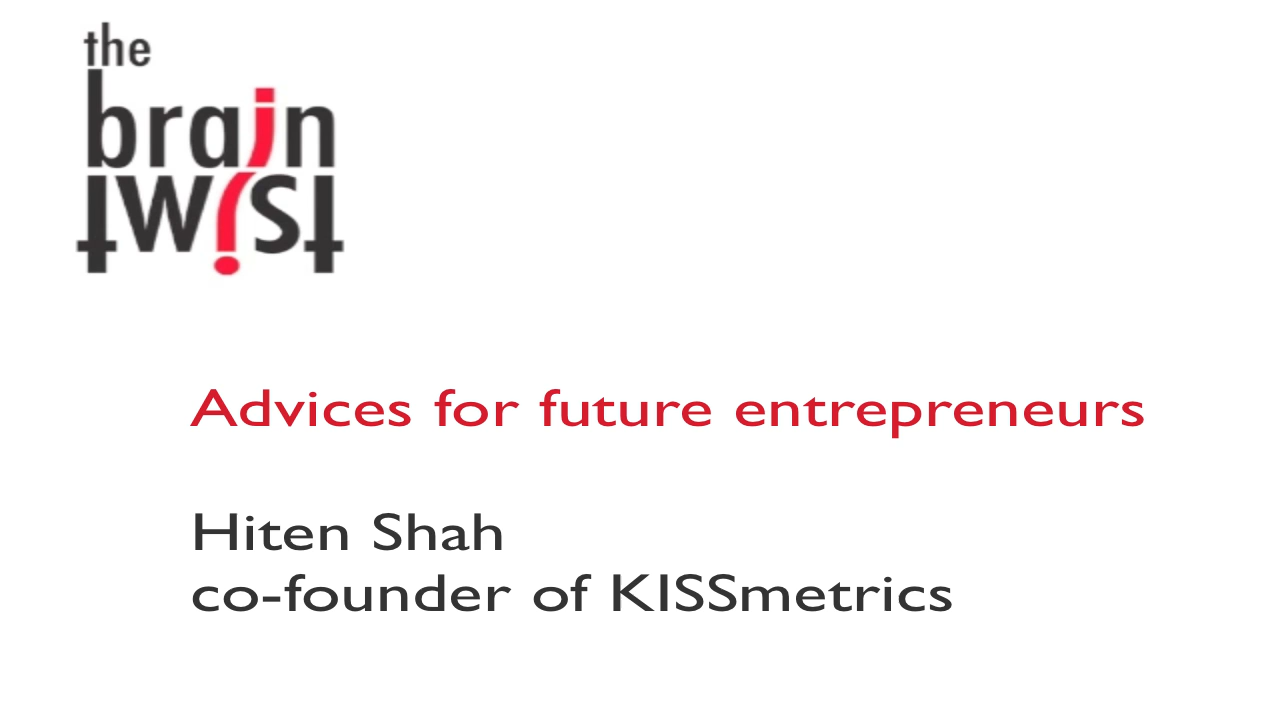 the
brain
twist
Advices for future entrepreneurs
Hiten Shah
co-founder of KISSmetrics